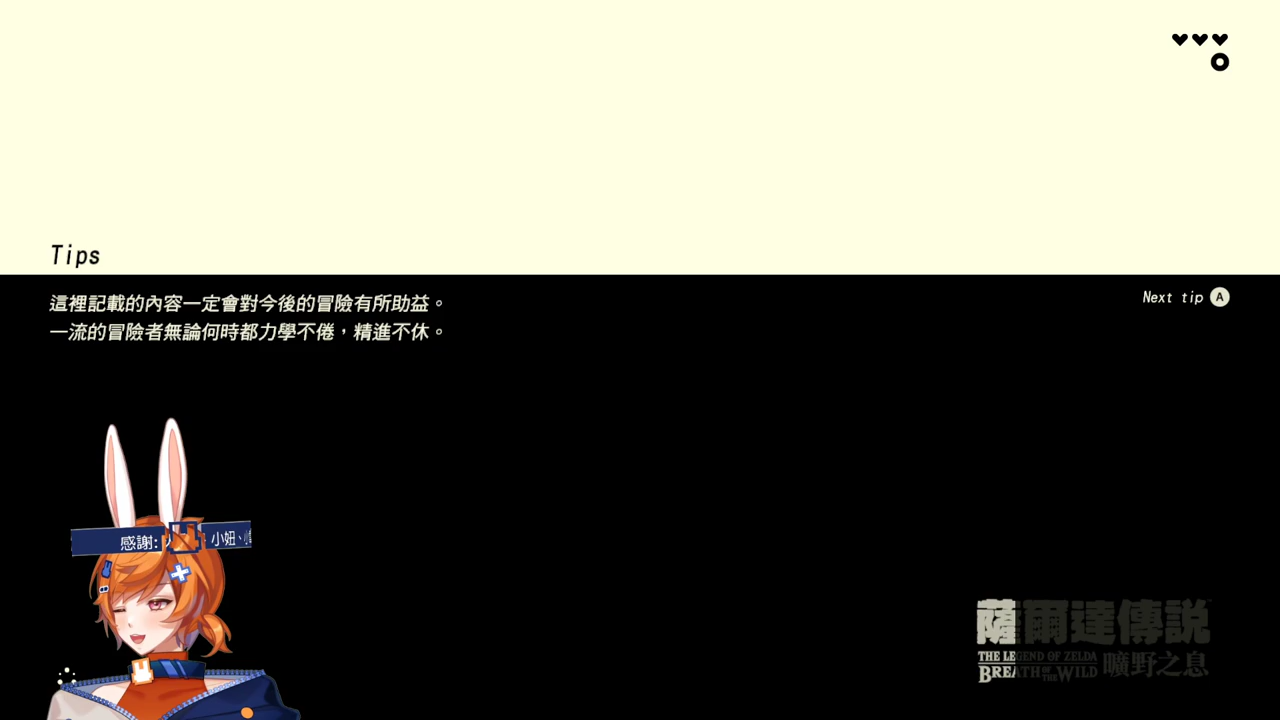 Tips
這裡記載的內容一定會對今後的冒險有所助益。
一流的冒險者無論何時都力學不倦，精進不休。
Next tip A
感謝:
小妞、
薩爾達傳説
THE LEGEND OF ZELDA
BREATH OF THE WILD 曠野之息